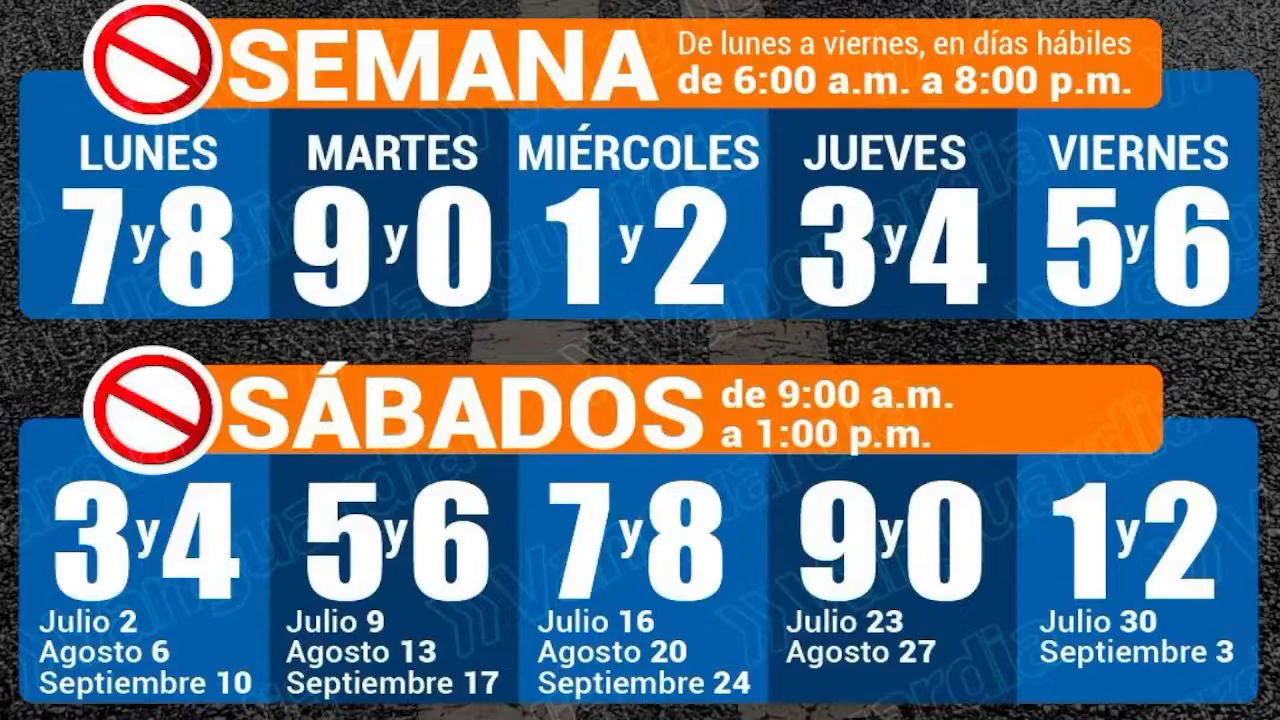 SEMANA
De lunes a viernes, en días hábiles
de 6:00 a.m. a 8:00 p.m.
LUNES MARTES MIÉRCOLES JUEVES VIERNES
7 y 8 9 y 0 1 y 2 3 y 4 5 y 6
SÁBADOS
de 9:00 a.m.
a 1:00 p.m.
3 y 4 5 y 6 7 y 8 9 y 0 1 y 2
Julio 2 Julio 9 Julio 16 Julio 23 Julio 30
Agosto 6 Agosto 13 Agosto 20 Agosto 27 Septiembre 3
Septiembre 10 Septiembre 17 Septiembre 24
Vanguardia